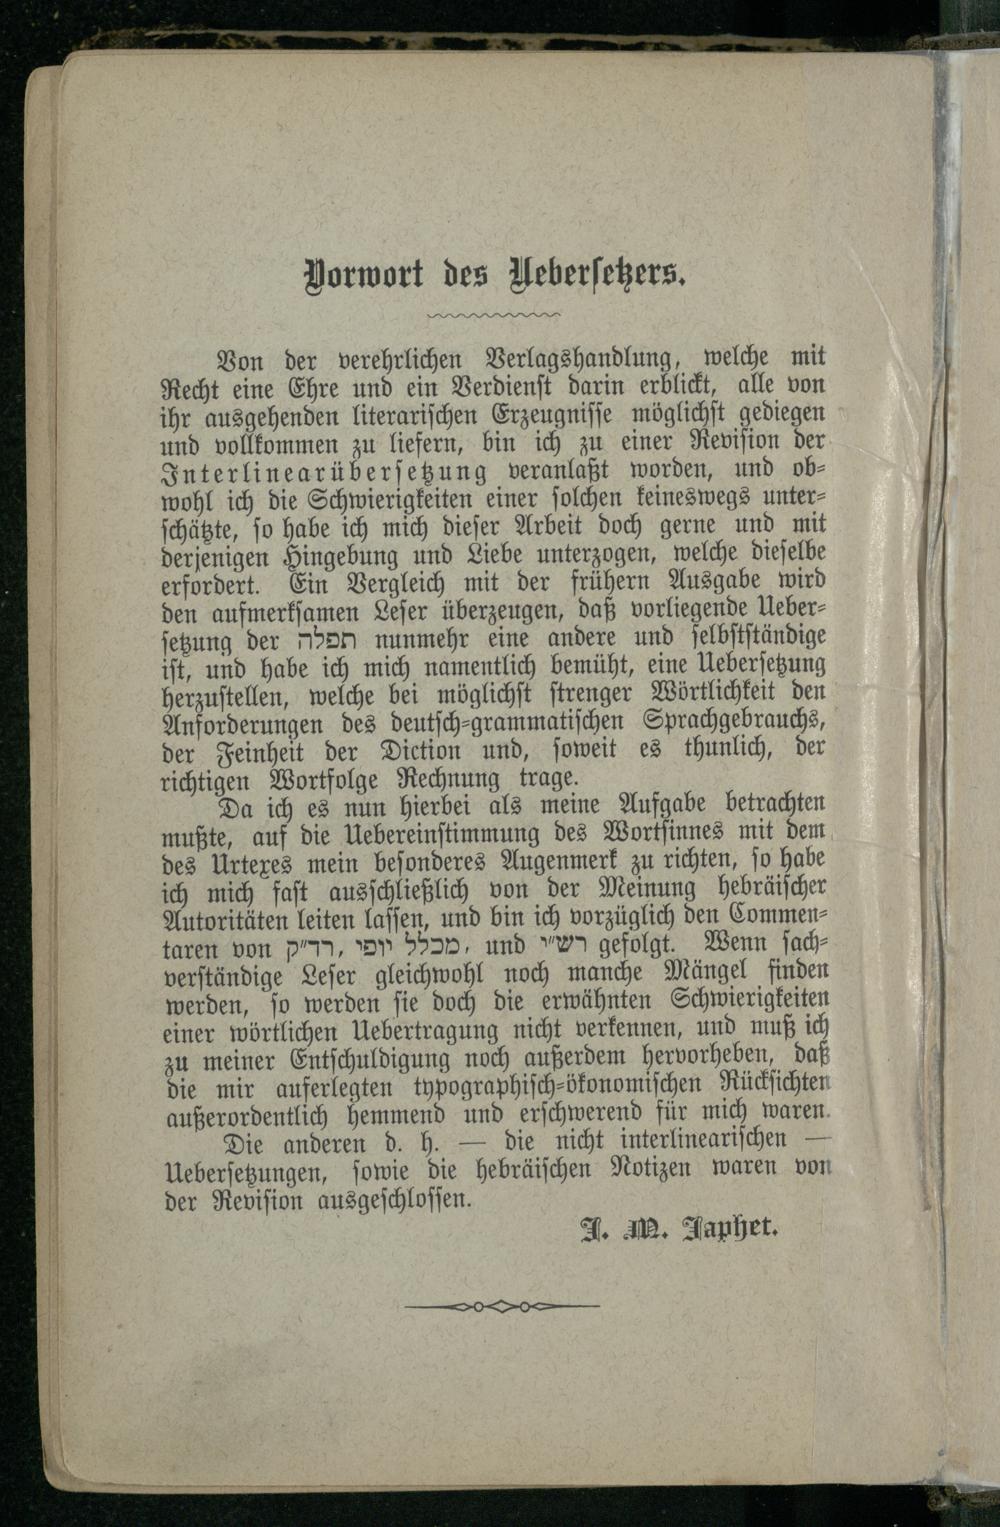 Vorwort des Uebersetzers.
Von der verehrlichen Verlagshandlung, welche mit
Recht eine Ehre und ein Verdienst darin erblickt, alle von
ihr ausgehenden literarischen Erzeugnisse möglichst gediegen
und vollkommen zu liefern, bin ich zu einer Revision der
Interlinearübersetzung veranlaßt worden, und ob-
wohl ich die Schwierigkeiten einer solchen keineswegs unter-
schätzte, so habe ich mich dieser Arbeit doch gerne und mit
derjenigen Hingebung und Liebe unterzogen, welche dieselbe
erfordert. Ein Vergleich mit der frühern Ausgabe wird
den aufmerksamen Leser überzeugen, daß vorliegende Ueber-
setzung der תפלה nunmehr eine andere und selbstständige
ist, und habe ich mich namentlich bemüht, eine Uebersetzung
herzustellen, welche bei möglichst strenger Wörtlichkeit den
Anforderungen des deutsch-grammatischen Sprachgebrauchs,
der Feinheit der Diction und, soweit es thunlich, der
richtigen Wortfolge Rechnung trage.
Da ich es nun hierbei als meine Aufgabe betrachten
mußte, auf die Uebereinstimmung des Wortsinnes mit dem
des Urtexes mein besonderes Augenmerk zu richten, so habe
ich mich fast ausschließlich von der Meinung hebräischer
Autoritäten leiten lassen, und bin ich vorzüglich den Commen-
taren von רד״ק, מכלל יופי, und רש״י gefolgt. Wenn sach-
verständige Leser gleichwohl noch manche Mängel finden
werden, so werden sie doch die erwähnten Schwierigkeiten
einer wörtlichen Uebertragung nicht verkennen, und muß ich
zu meiner Entschuldigung noch außerdem hervorheben, daß
die mir auferlegten typographisch-ökonomischen Rücksichten
außerordentlich hemmend und erschwerend für mich waren.
Die anderen d. h. — die nicht interlinearischen —
Uebersetzungen, sowie die hebräischen Notizen waren von
der Revision ausgeschlossen.
J. M. Japhet.